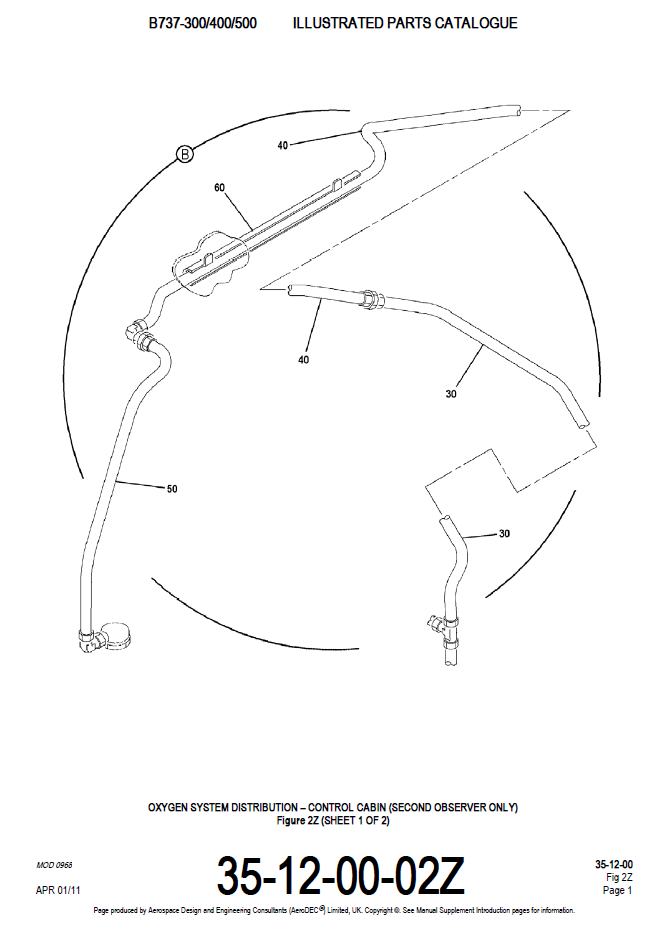 B737-300/400/500 ILLUSTRATED PARTS CATALOGUE
40
B
60
40
30
50
30
OXYGEN SYSTEM DISTRIBUTION – CONTROL CABIN (SECOND OBSERVER ONLY)
Figure 2Z (SHEET 1 OF 2)
MOD 0968
APR 01/11
35-12-00-02Z
35-12-00
Fig 2Z
Page 1
Page produced by Aerospace Design and Engineering Consultants (AeroDEC®) Limited, UK. Copyright ©. See Manual Supplement Introduction pages for information.